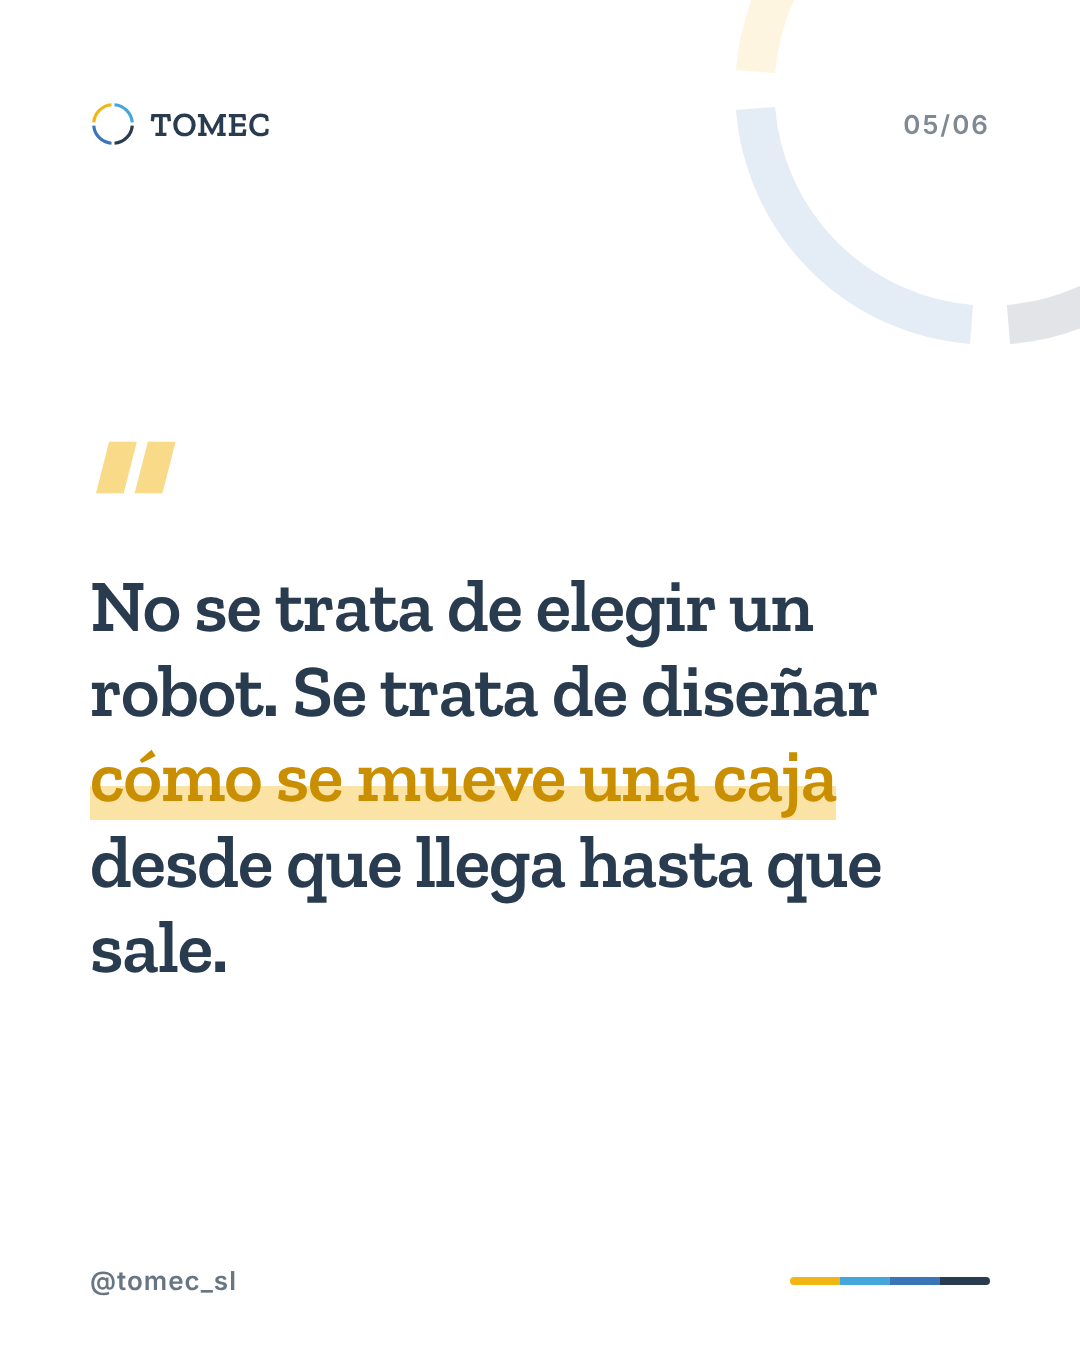 TOMEC
05/06
"
No se trata de elegir un
robot. Se trata de diseñar
cómo se mueve una caja
desde que llega hasta que
sale.
@tomec_sl